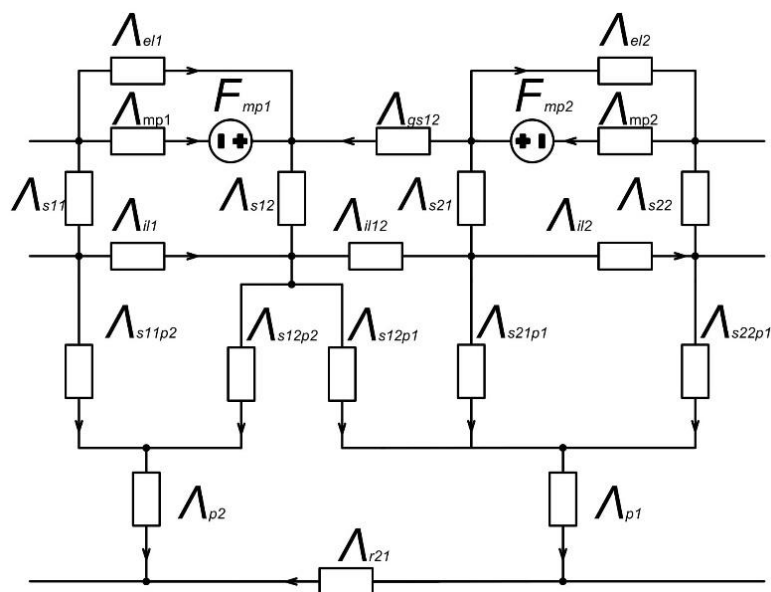 Λel1 Λel2
Λmp1 Fmp1 Λgs12 Fmp2 Λmp2
Λs11 Λil1 Λs12 Λil12 Λs21 Λil2 Λs22
Λs11p2 Λs12p2 Λs12p1 Λs21p1 Λs22p1
Λp2 Λp1
Λr21